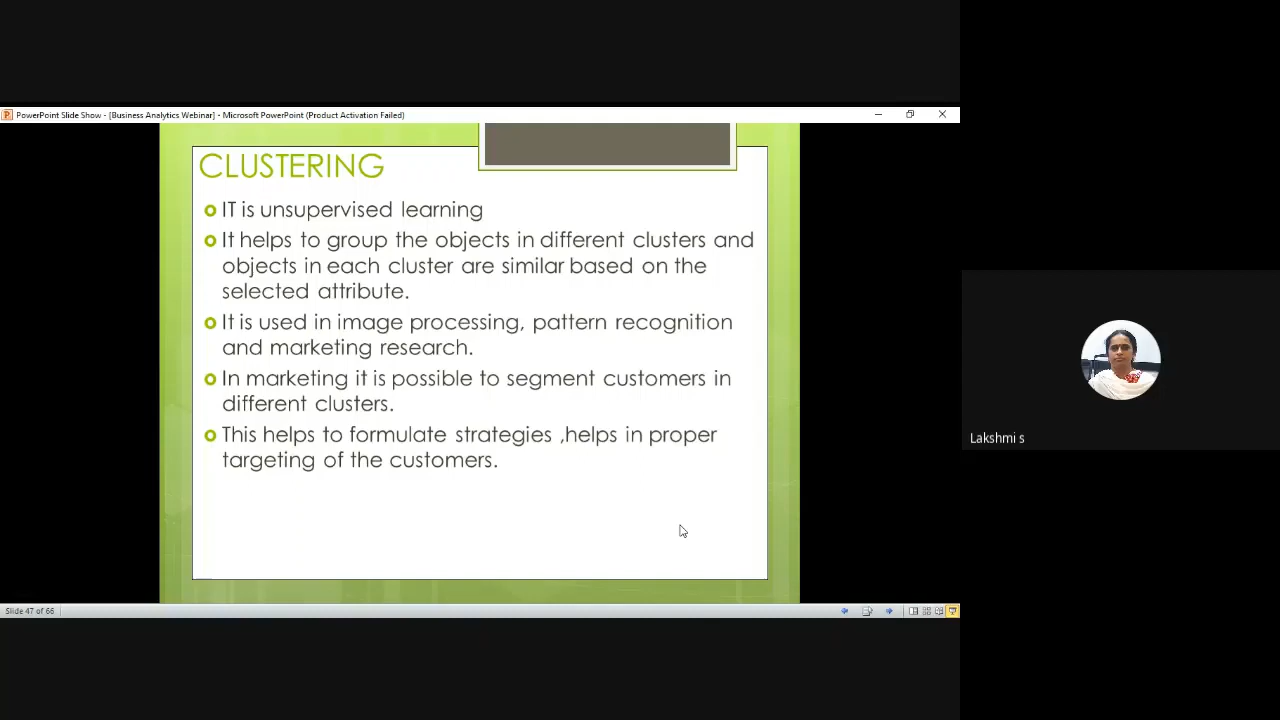 PowerPoint Slide Show - [Business Analytics Webinar] - Microsoft PowerPoint (Product Activation Failed)
CLUSTERING
IT is unsupervised learning
It helps to group the objects in different clusters and
objects in each cluster are similar based on the
selected attribute.
It is used in image processing, pattern recognition
and marketing research.
In marketing it is possible to segment customers in
different clusters.
This helps to formulate strategies ,helps in proper
targeting of the customers.
Lakshmi s
Slide 47 of 66